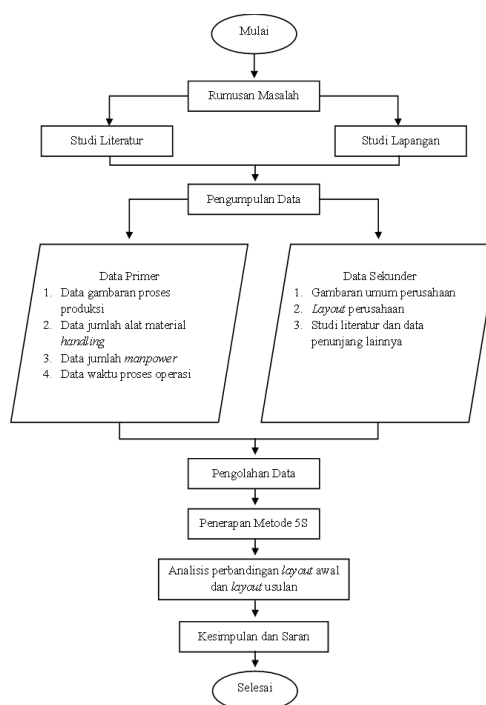 Mulai
Rumusan Masalah
Studi Literatur
Studi Lapangan
Pengumpulan Data
Data Primer
1. Data gambaran proses
produksi
2. Data jumlah alat material
handling
3. Data jumlah manpower
4. Data waktu proses operasi
Data Sekunder
1. Gambaran umum perusahaan
2. Layout perusahaan
3. Studi literatur dan data
penunjang lainnya
Pengolahan Data
Penerapan Metode 5S
Analisis perbandingan layout awal
dan layout usulan
Kesimpulan dan Saran
Selesai